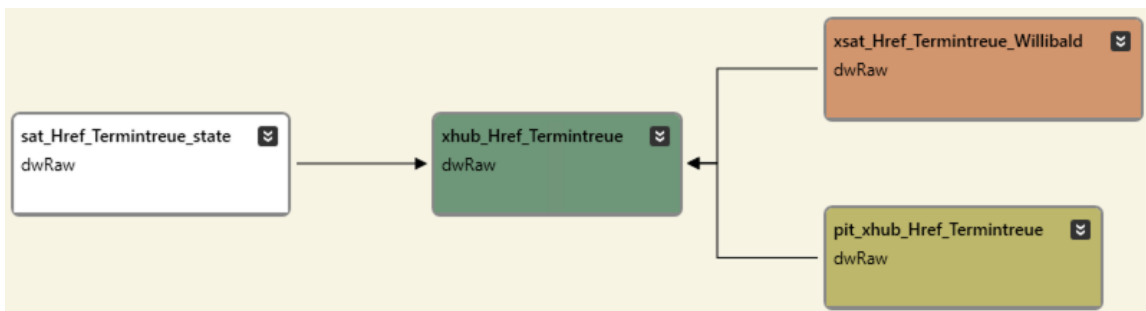 sat_Href_Termintreue_state
dwRaw
xhub_Href_Termintreue
dwRaw
xsat_Href_Termintreue_Willibald
dwRaw
pit_xhub_Href_Termintreue
dwRaw